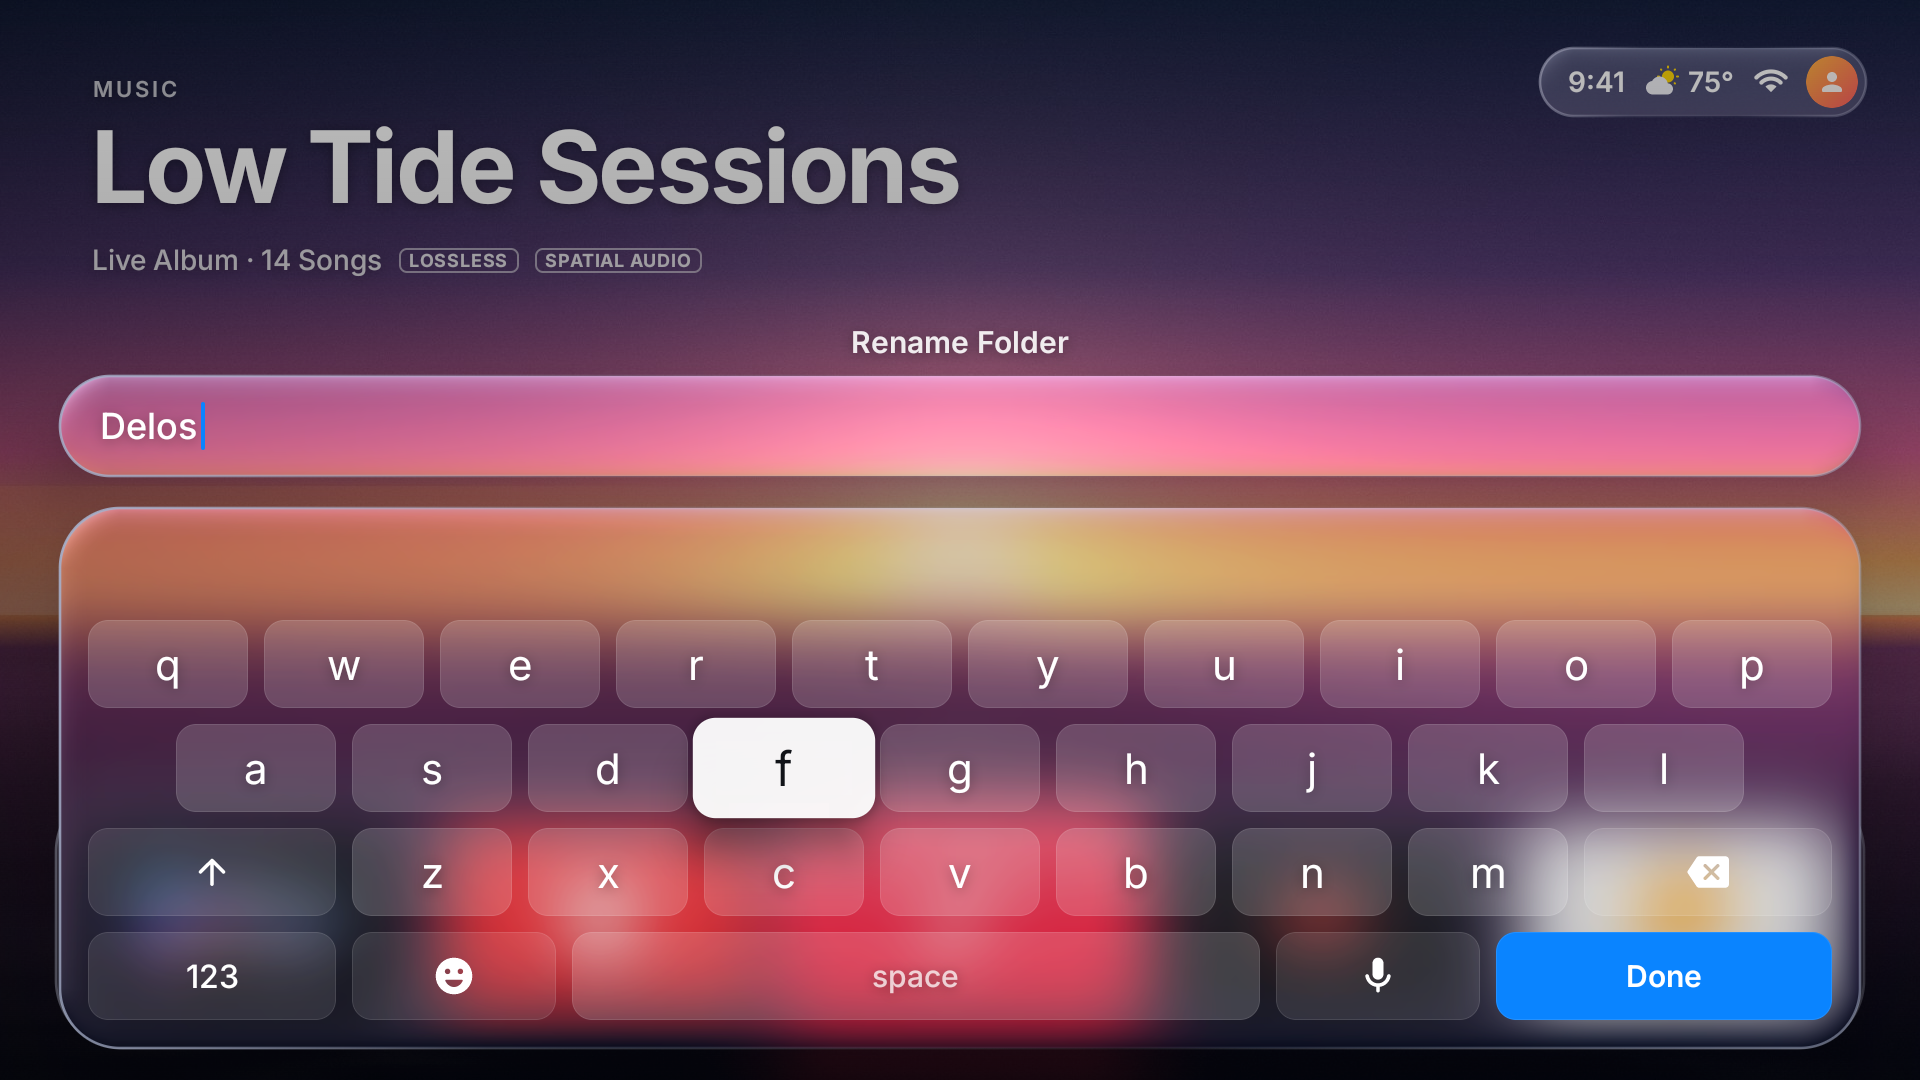 MUSIC
9:41 75°
Low Tide Sessions
Live Album · 14 Songs LOSSLESS SPATIAL AUDIO
Rename Folder
Delos
q w e r t y u i o p
a s d f g h j k l
z x c v b n m
123 space Done